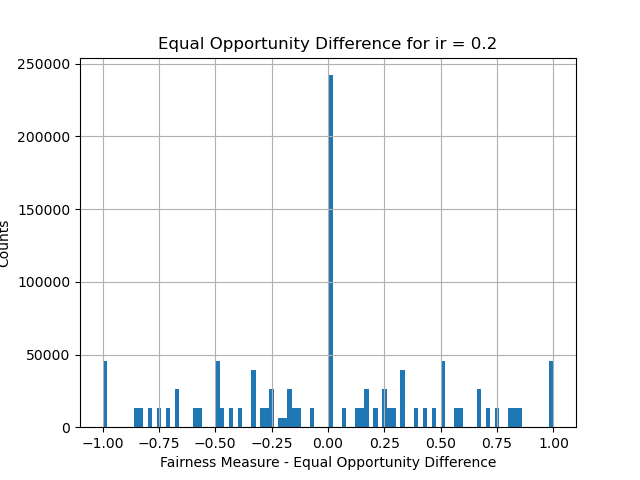 Equal Opportunity Difference for ir = 0.2
250000
200000
150000
100000
50000
0
Counts
−1.00 −0.75 −0.50 −0.25 0.00 0.25 0.50 0.75 1.00
Fairness Measure - Equal Opportunity Difference